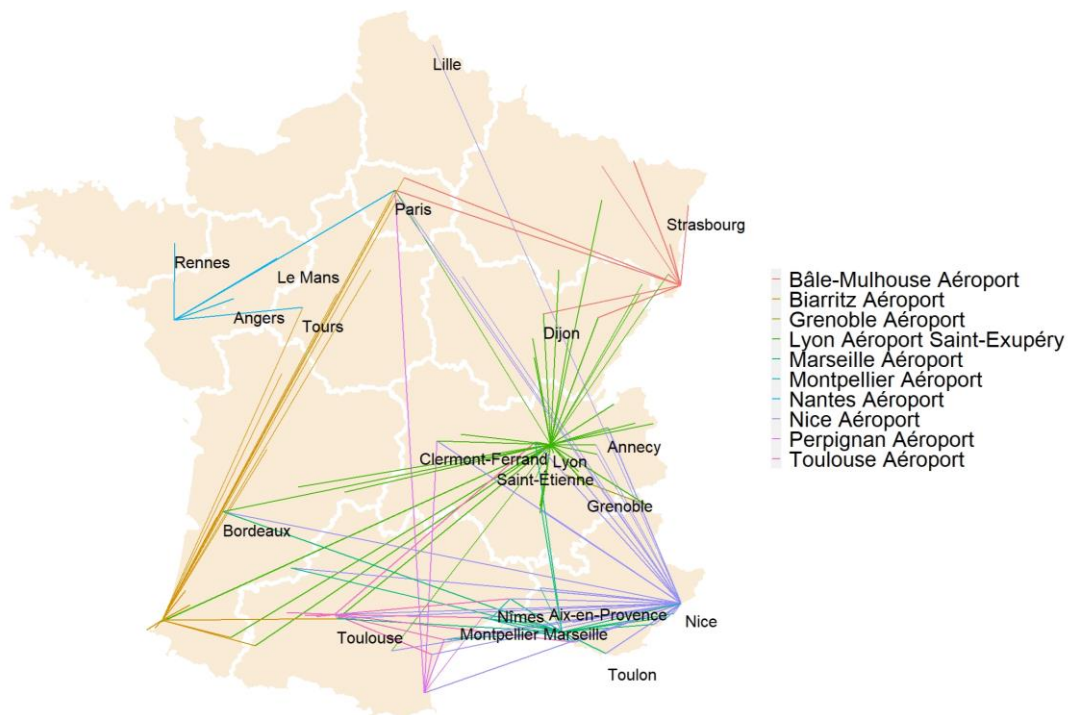 Lille
Paris
Strasbourg
Rennes
Le Mans
Angers
Tours
Dijon
Clermont-Ferrand
Lyon
Annecy
Saint-Etienne
Grenoble
Bordeaux
Nîmes
Aix-en-Provence
Nice
Toulouse
Montpellier
Marseille
Toulon
Bâle-Mulhouse Aéroport
Biarritz Aéroport
Grenoble Aéroport
Lyon Aéroport Saint-Exupéry
Marseille Aéroport
Montpellier Aéroport
Nantes Aéroport
Nice Aéroport
Perpignan Aéroport
Toulouse Aéroport